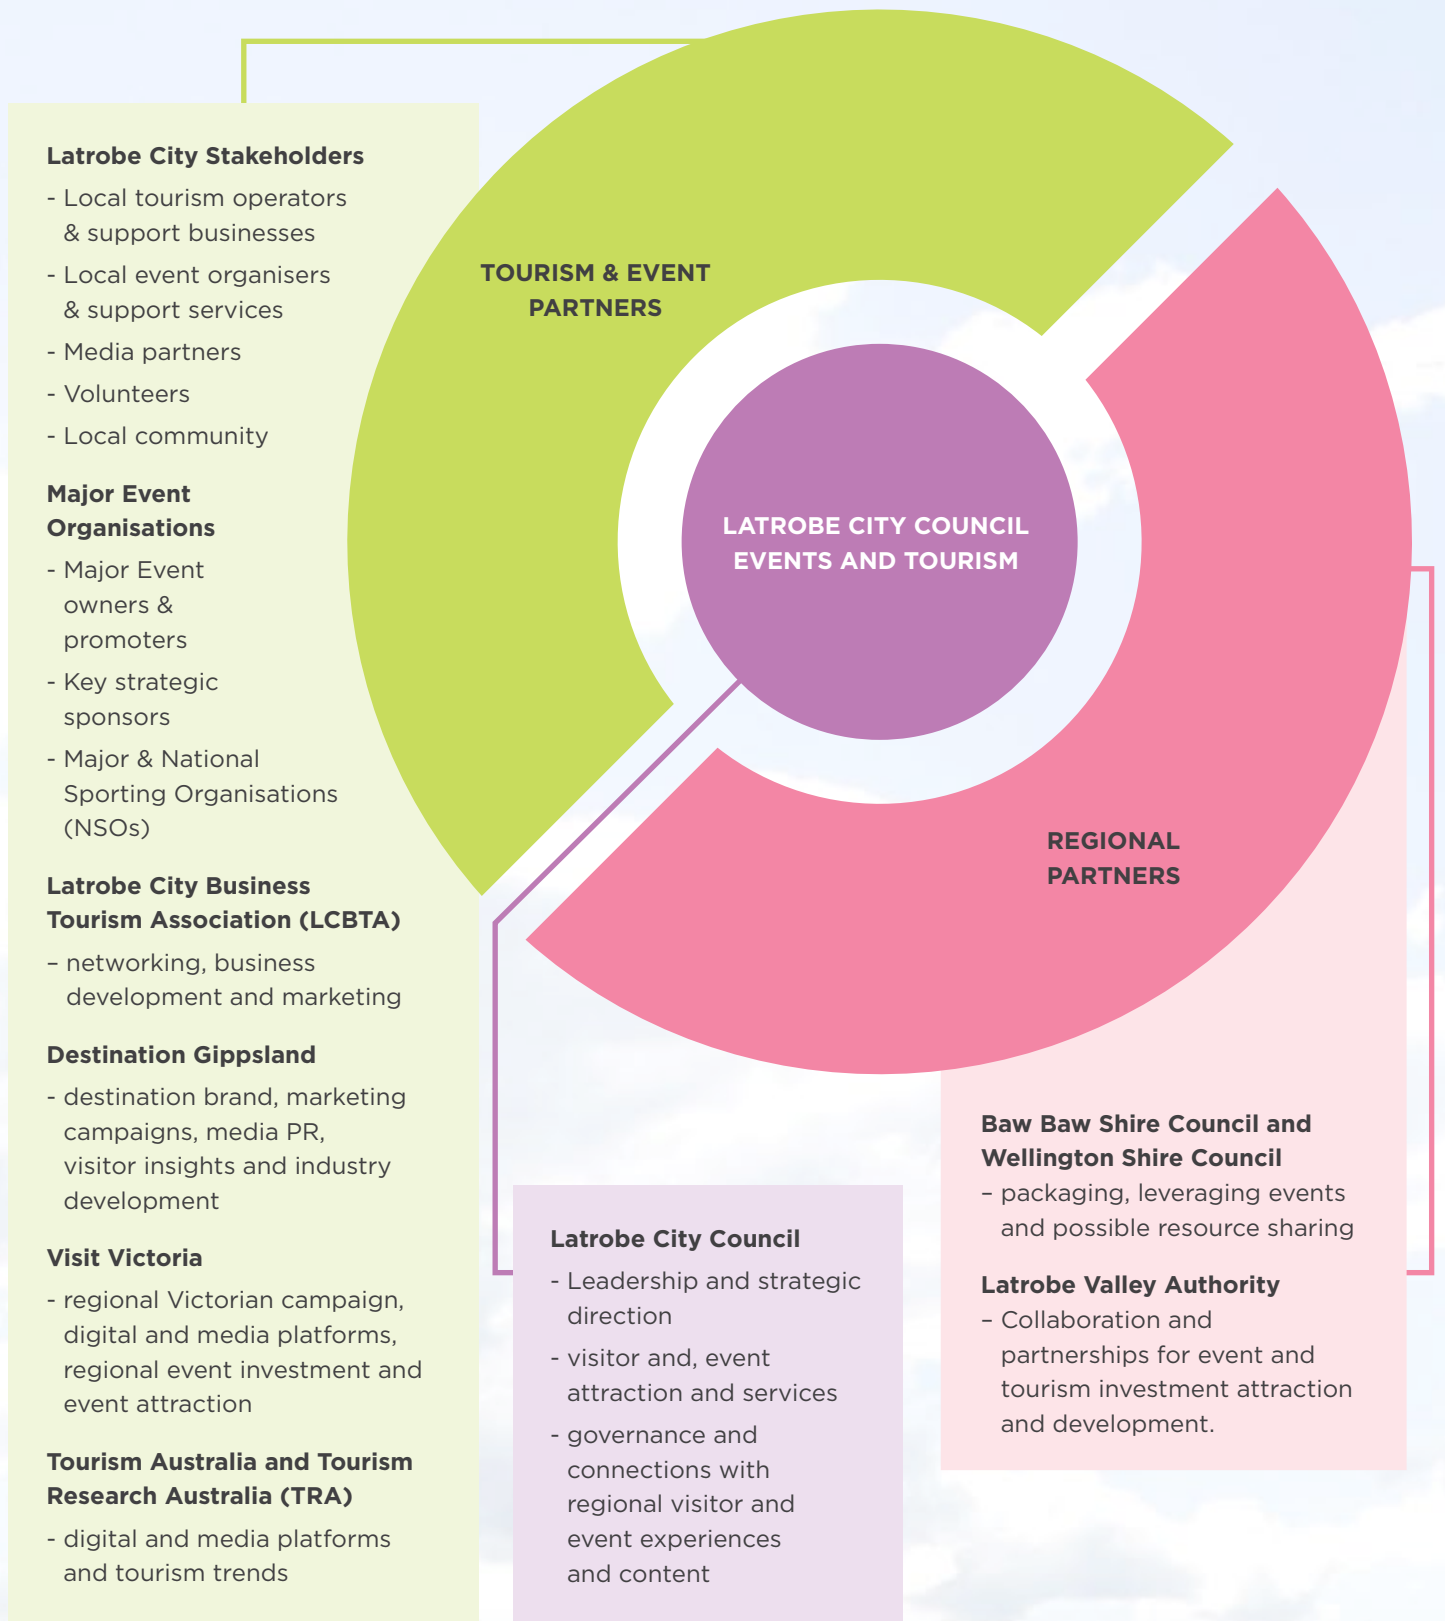 TOURISM & EVENT
PARTNERS
LATROBE CITY COUNCIL
EVENTS AND TOURISM
REGIONAL
PARTNERS
Latrobe City Stakeholders
- Local tourism operators
& support businesses
- Local event organisers
& support services
- Media partners
- Volunteers
- Local community
Major Event
Organisations
- Major Event
owners &
promoters
- Key strategic
sponsors
- Major & National
Sporting Organisations
(NSOs)
Latrobe City Business
Tourism Association (LCBTA)
– networking, business
development and marketing
Destination Gippsland
- destination brand, marketing
campaigns, media PR,
visitor insights and industry
development
Visit Victoria
- regional Victorian campaign,
digital and media platforms,
regional event investment and
event attraction
Tourism Australia and Tourism
Research Australia (TRA)
- digital and media platforms
and tourism trends
Latrobe City Council
- Leadership and strategic
direction
- visitor and, event
attraction and services
- governance and
connections with
regional visitor and
event experiences
and content
Baw Baw Shire Council and
Wellington Shire Council
– packaging, leveraging events
and possible resource sharing
Latrobe Valley Authority
– Collaboration and
partnerships for event and
tourism investment attraction
and development.